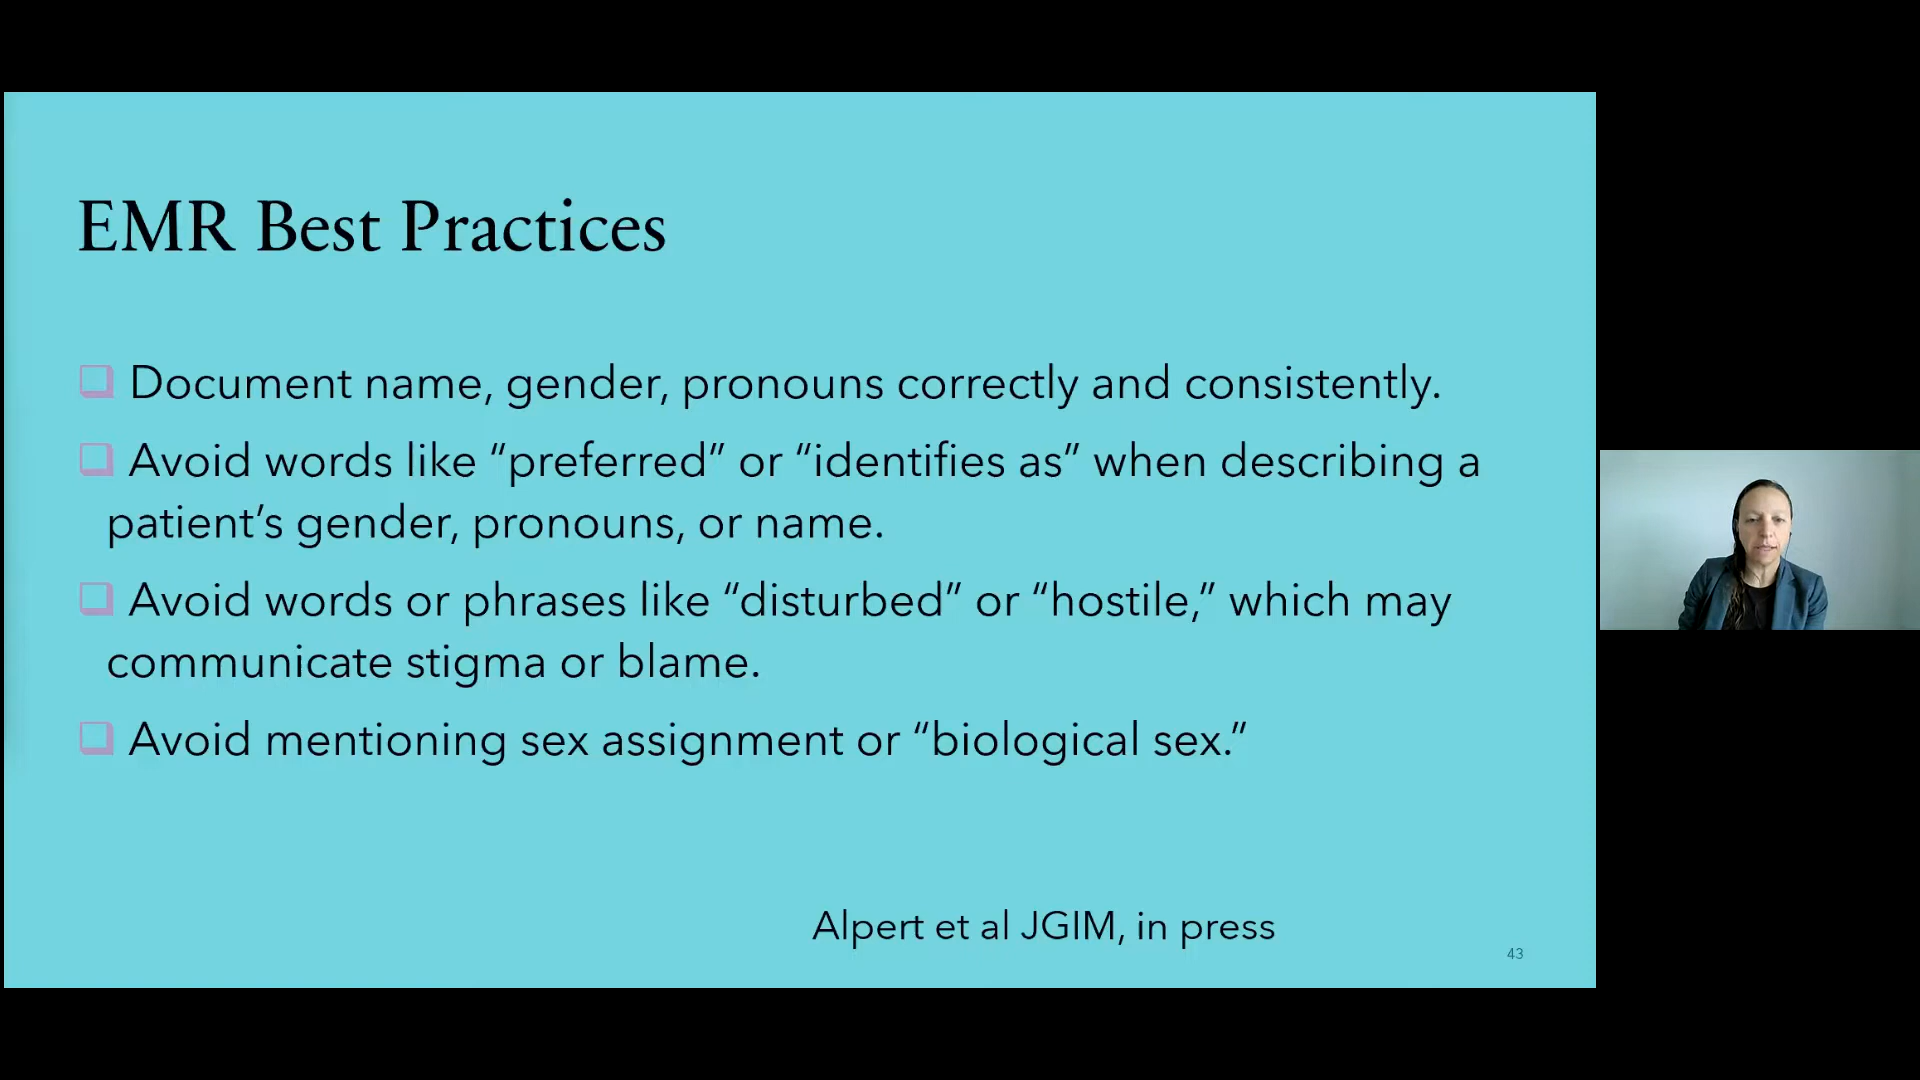 EMR Best Practices
Document name, gender, pronouns correctly and consistently.
Avoid words like “preferred” or “identifies as” when describing a
patient’s gender, pronouns, or name.
Avoid words or phrases like “disturbed” or “hostile,” which may
communicate stigma or blame.
Avoid mentioning sex assignment or “biological sex.”
Alpert et al JGIM, in press
43